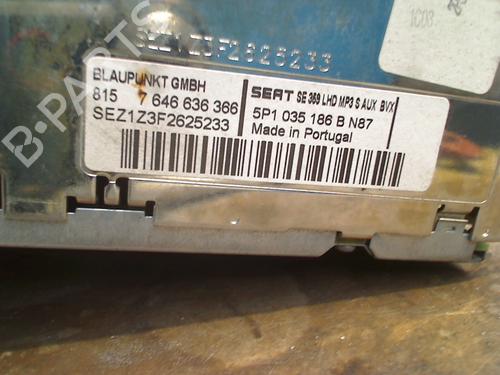 SEZ1Z3F2625233
BLAUPUNKT GMBH
815 7 646 636 366
SEZ1Z3F2625233
SEAT SE 369 LHD MP3 S AUX BVX
5P1 035 186 B N87
Made in Portugal
B-PARTS